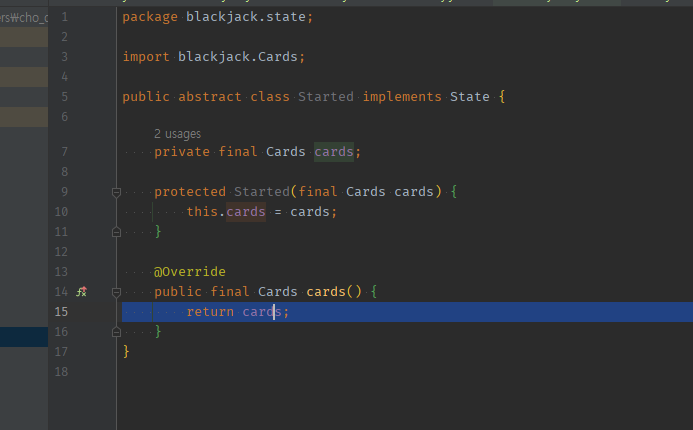 ers\cho_c
1 package blackjack.state;
2
3 import blackjack.Cards;
4
5 public abstract class Started implements State {
6
2 usages
7 private final Cards cards;
8
9 protected Started(final Cards cards) {
10 this.cards = cards;
11 }
12
13 @Override
14 public final Cards cards() {
15 return cards;
16 }
17 }
18